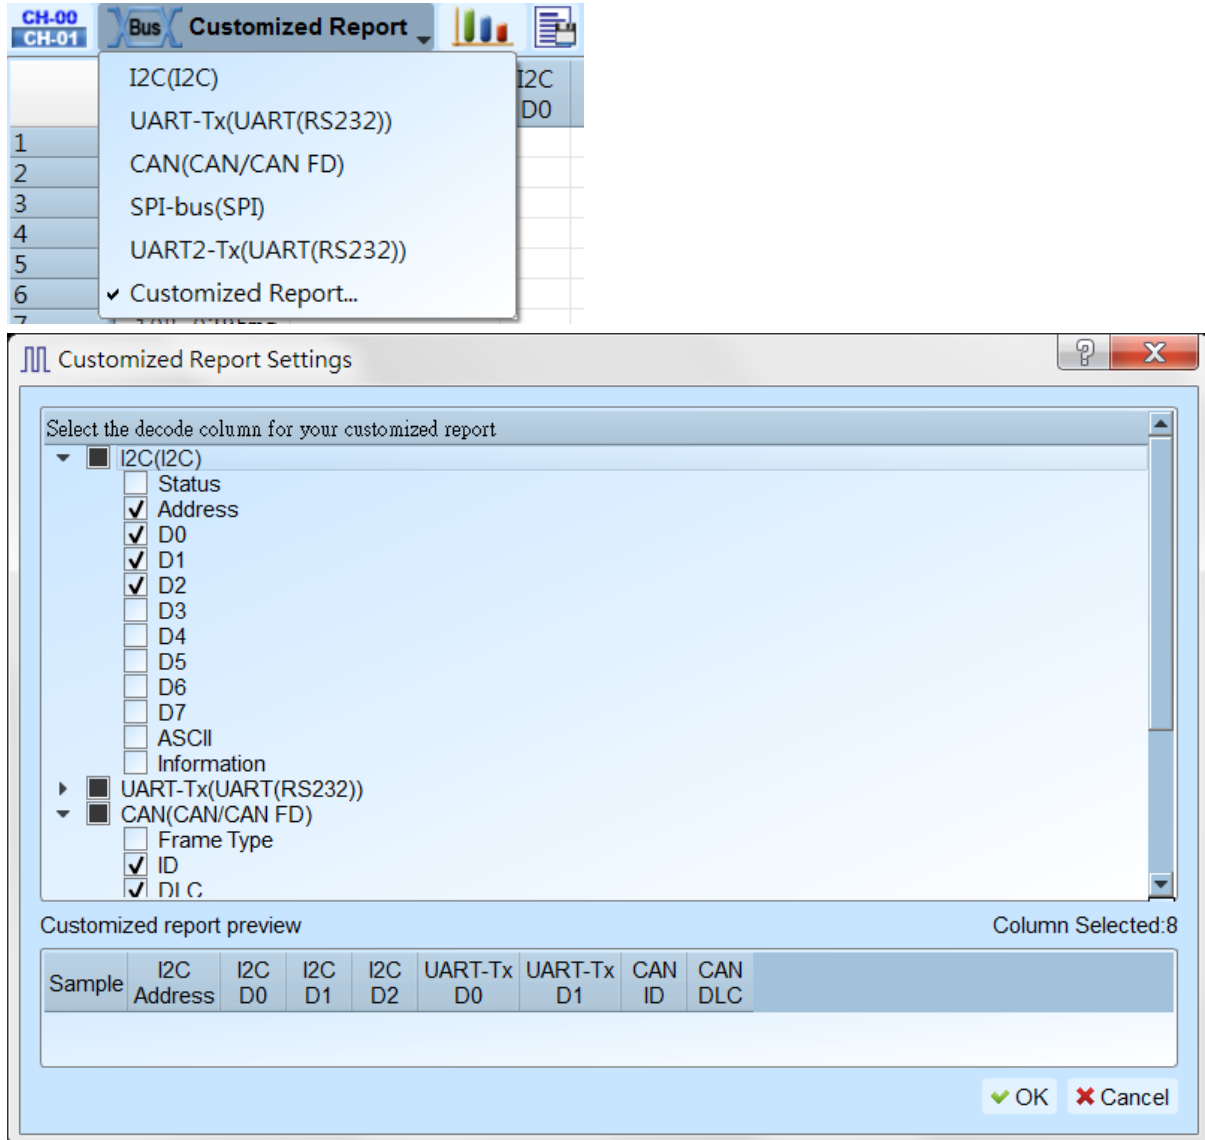 CH-00
CH-01
Bus Customized Report
I2C(I2C)
UART-Tx(UART(RS232))
CAN(CAN/CAN FD)
SPI-bus(SPI)
UART2-Tx(UART(RS232))
Customized Report...
I2C
D0
1
2
3
4
5
6
7
Customized Report Settings
Select the decode column for your customized report
I2C(I2C)
Status
Address
D0
D1
D2
D3
D4
D5
D6
D7
ASCII
Information
UART-Tx(UART(RS232))
CAN(CAN/CAN FD)
Frame Type
ID
DLC
Customized report preview Column Selected:8
Sample I2C Address I2C D0 I2C D1 I2C D2 UART-Tx D0 UART-Tx D1 CAN ID CAN DLC
OK Cancel